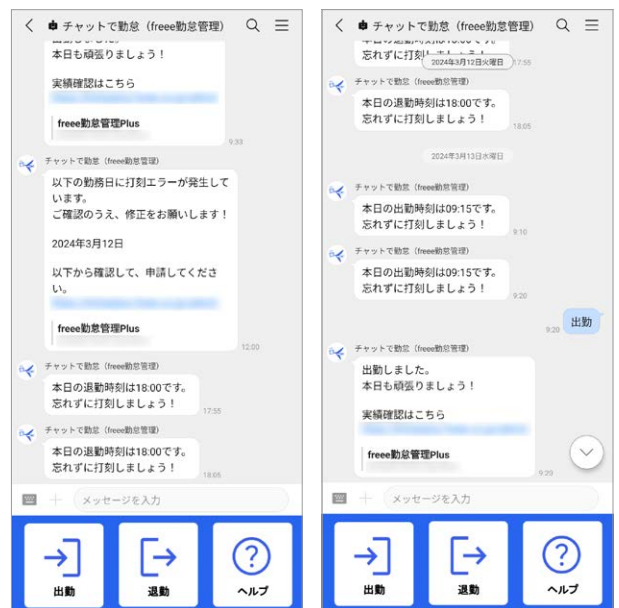 チャットで勤怠（freee勤怠管理）
本日も頑張りましょう！
実績確認はこちら
freee勤怠管理Plus
9:33
チャットで勤怠（freee勤怠管理）
以下の勤務日に打刻エラーが発生して
います。
ご確認のうえ、修正をお願いします！
2024年3月12日
以下から確認して、申請してくださ
い。
freee勤怠管理Plus
12:00
チャットで勤怠（freee勤怠管理）
本日の退勤時刻は18:00です。
忘れずに打刻しましょう！
17:55
チャットで勤怠（freee勤怠管理）
本日の退勤時刻は18:00です。
忘れずに打刻しましょう！
18:05
メッセージを入力
出勤
退勤
ヘルプ
チャットで勤怠（freee勤怠管理）
2024年3月12日火曜日
17:55
チャットで勤怠（freee勤怠管理）
本日の退勤時刻は18:00です。
忘れずに打刻しましょう！
18:05
2024年3月13日水曜日
チャットで勤怠（freee勤怠管理）
本日の出勤時刻は09:15です。
忘れずに打刻しましょう！
9:10
チャットで勤怠（freee勤怠管理）
本日の出勤時刻は09:15です。
忘れずに打刻しましょう！
9:20
出勤
9:20
チャットで勤怠（freee勤怠管理）
出勤しました。
本日も頑張りましょう！
実績確認はこちら
freee勤怠管理Plus
9:20
メッセージを入力
出勤
退勤
ヘルプ